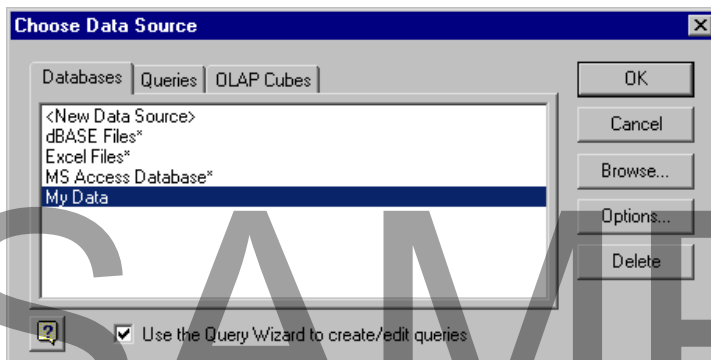 Choose Data Source
Databases Queries OLAP Cubes
<New Data Source>
dBASE Files*
Excel Files*
MS Access Database*
My Data
OK
Cancel
Browse...
Options...
Delete
Use the Query Wizard to create/edit queries